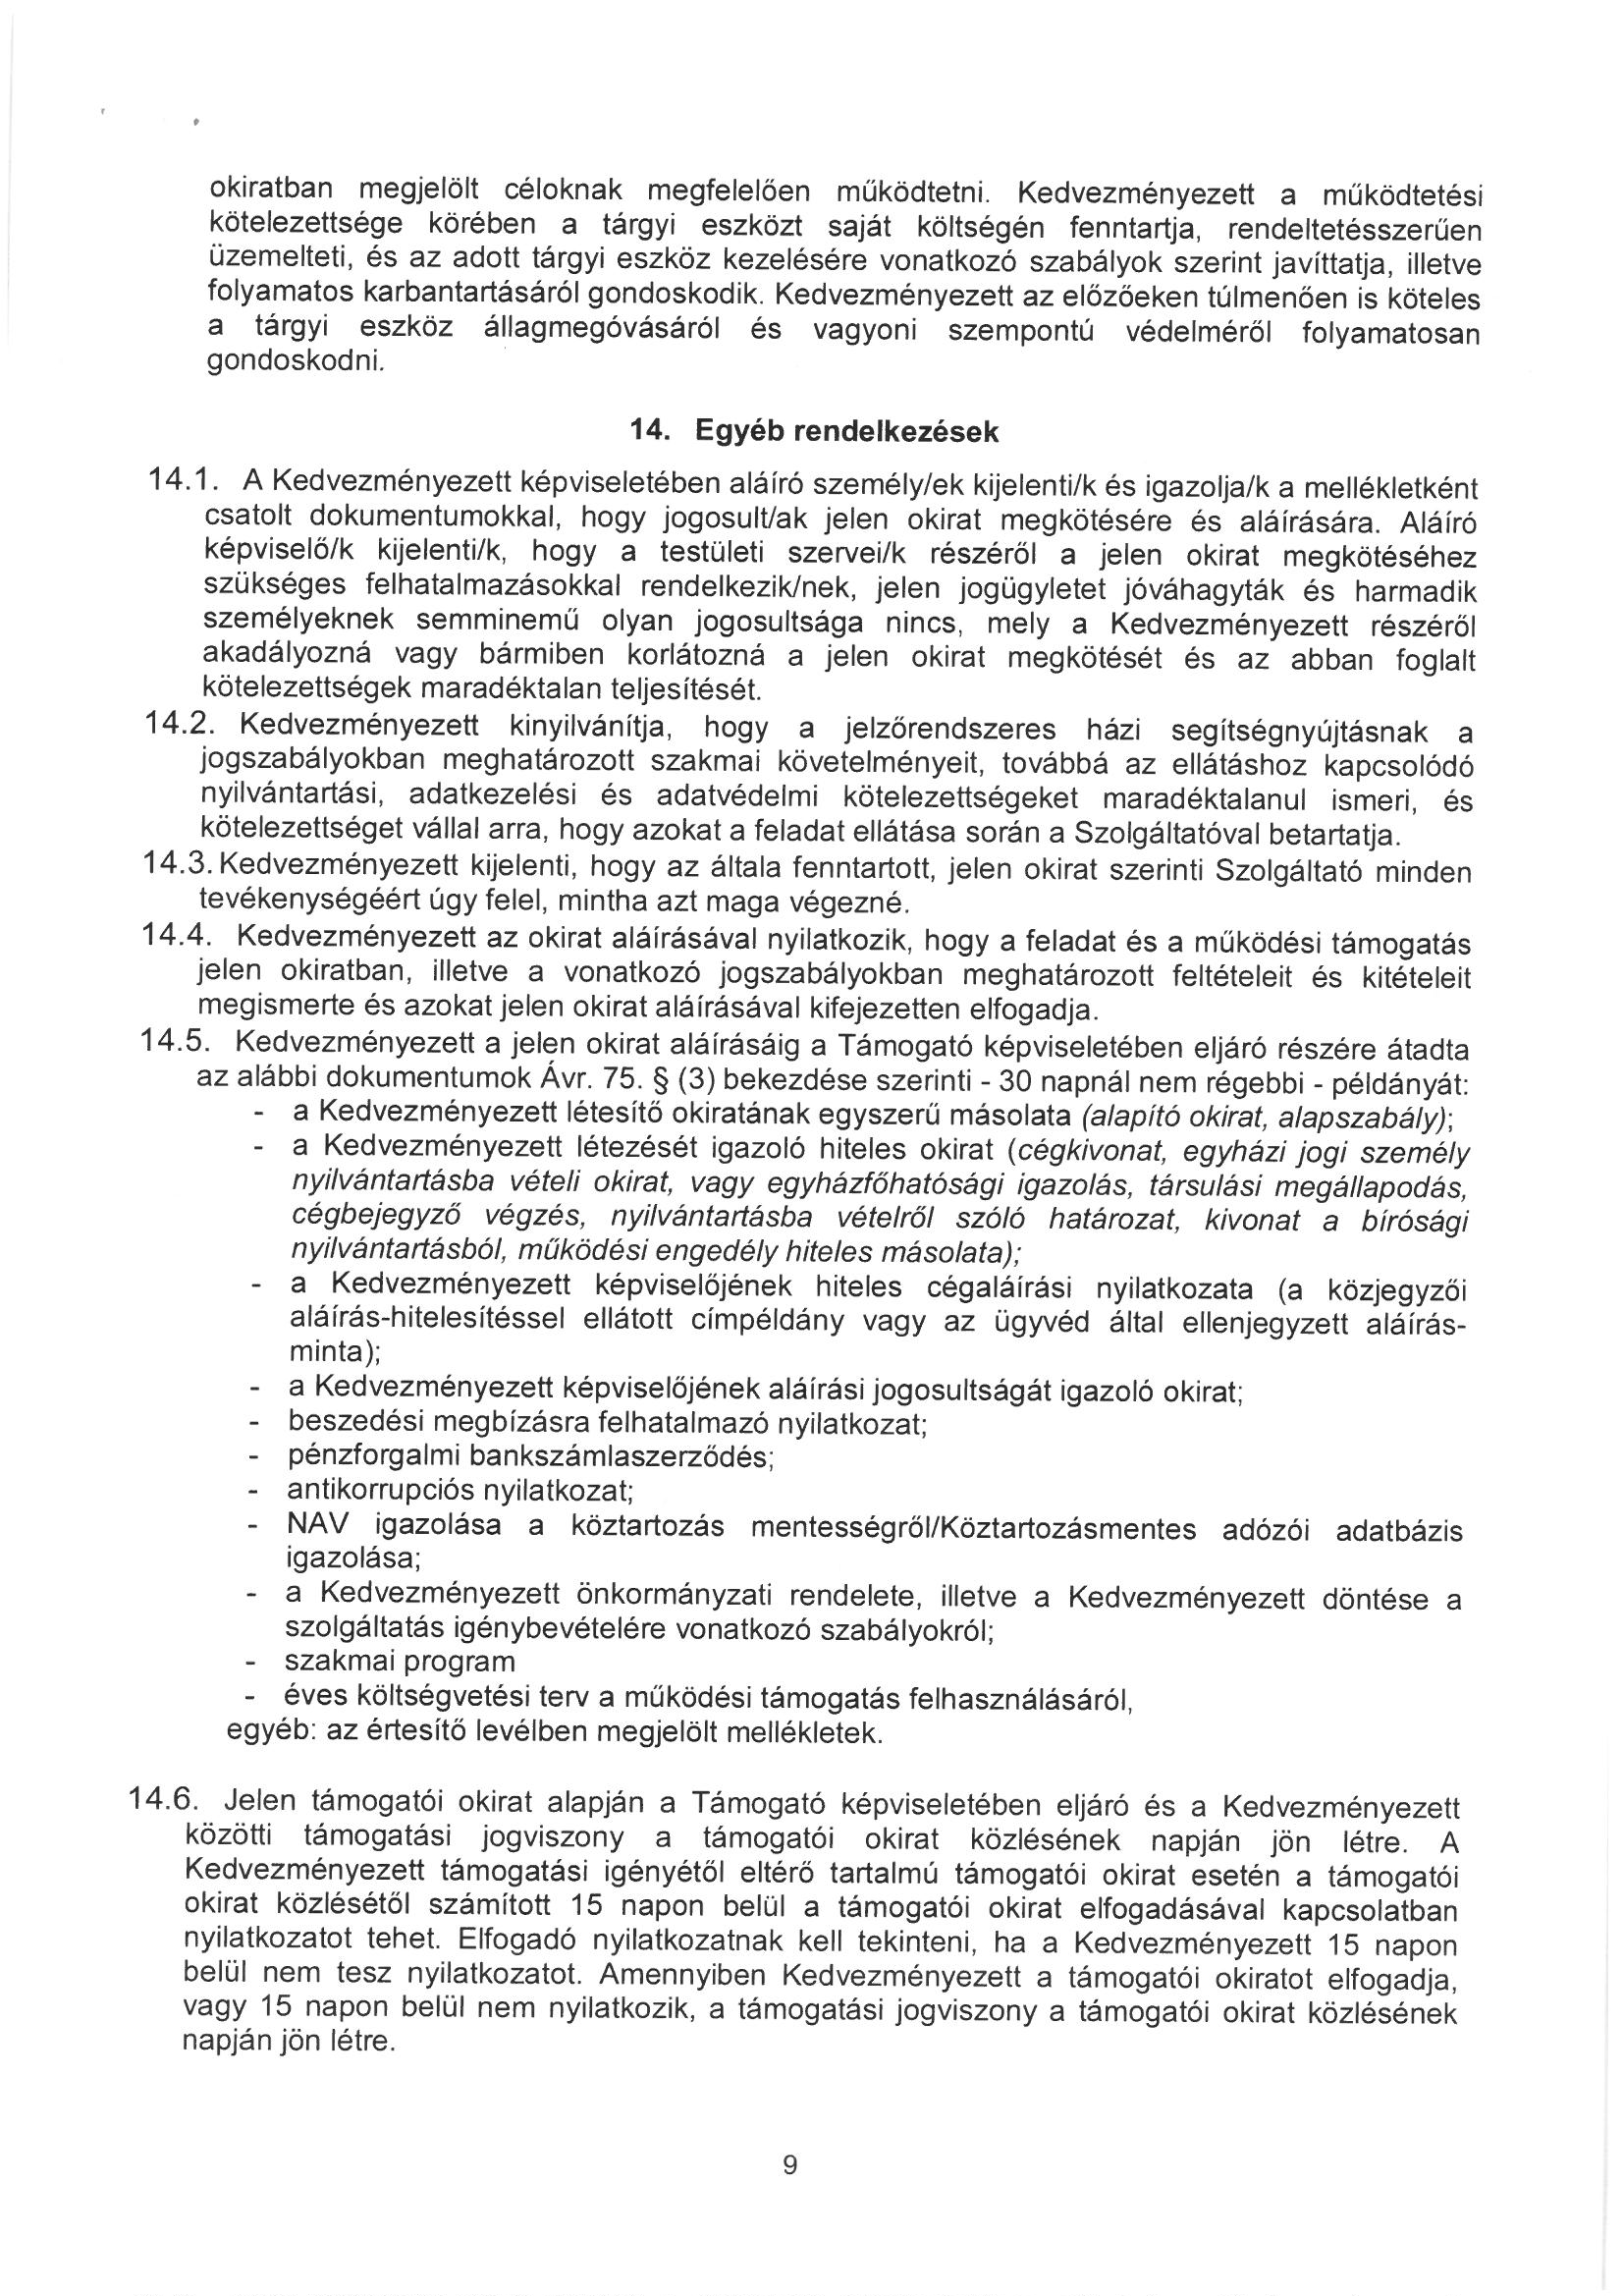 okiratban megjelölt céloknak megfelelően működtetni. Kedvezményezett a működtetési
kötelezettsége körében a tárgyi eszközt saját költségén fenntartja, rendeltetésszerűen
üzemelteti, és az adott tárgyi eszköz kezelésére vonatkozó szabályok szerint javíttatja, illetve
folyamatos karbantartásáról gondoskodik. Kedvezményezett az előzőeken túlmenően is köteles
a tárgyi eszköz állagmegóvásáról és vagyoni szempontú védelméről folyamatosan
gondoskodni.
14. Egyéb rendelkezések
14.1. A Kedvezményezett képviseletében aláíró személy/ek kijelenti/k és igazolja/k a mellékletként
csatolt dokumentumokkal, hogy jogosult/ak jelen okirat megkötésére és aláírására. Aláíró
képviselő/k kijelenti/k, hogy a testületi szervei/k részéről a jelen okirat megkötéséhez
szükséges felhatalmazásokkal rendelkezik/nek, jelen jogügyletet jóváhagyták és harmadik
személyeknek semminemű olyan jogosultsága nincs, mely a Kedvezményezett részéről
akadályozná vagy bármiben korlátozná a jelen okirat megkötését és az abban foglalt
kötelezettségek maradéktalan teljesítését.
14.2. Kedvezményezett kinyilvánítja, hogy a jelzőrendszeres házi segítségnyújtásnak a
jogszabályokban meghatározott szakmai követelményeit, továbbá az ellátáshoz kapcsolódó
nyilvántartási, adatkezelési és adatvédelmi kötelezettségeket maradéktalanul ismeri, és
kötelezettséget vállal arra, hogy azokat a feladat ellátása során a Szolgáltatóval betartatja.
14.3. Kedvezményezett kijelenti, hogy az általa fenntartott, jelen okirat szerinti Szolgáltató minden
tevékenységéért úgy felel, mintha azt maga végezné.
14.4. Kedvezményezett az okirat aláírásával nyilatkozik, hogy a feladat és a működési támogatás
jelen okiratban, illetve a vonatkozó jogszabályokban meghatározott feltételeit és kitételeit
megismerte és azokat jelen okirat aláírásával kifejezetten elfogadja.
14.5. Kedvezményezett a jelen okirat aláírásáig a Támogató képviseletében eljáró részére átadta
az alábbi dokumentumok Ávr. 75. § (3) bekezdése szerinti - 30 napnál nem régebbi - példányát:
- a Kedvezményezett létesítő okiratának egyszerű másolata (alapító okirat, alapszabály);
- a Kedvezményezett létezését igazoló hiteles okirat (cégkivonat, egyházi jogi személy
nyilvántartásba vételi okirat, vagy egyházfőhatósági igazolás, társulási megállapodás,
cégbejegyző végzés, nyilvántartásba vételről szóló határozat, kivonat a bírósági
nyilvántartásból, működési engedély hiteles másolata);
- a Kedvezményezett képviselőjének hiteles cégaláírási nyilatkozata (a közjegyzői
aláírás-hitelesítéssel ellátott címpéldány vagy az ügyvéd által ellenjegyzett aláírás-
minta);
- a Kedvezményezett képviselőjének aláírási jogosultságát igazoló okirat;
- beszedési megbízásra felhatalmazó nyilatkozat;
- pénzforgalmi bankszámlaszerződés;
- antikorrupciós nyilatkozat;
- NAV igazolása a köztartozás mentességről/Köztartozásmentes adózói adatbázis
igazolása;
- a Kedvezményezett önkormányzati rendelete, illetve a Kedvezményezett döntése a
szolgáltatás igénybevételére vonatkozó szabályokról;
- szakmai program
- éves költségvetési terv a működési támogatás felhasználásáról,
egyéb: az értesítő levélben megjelölt mellékletek.
14.6. Jelen támogatói okirat alapján a Támogató képviseletében eljáró és a Kedvezményezett
közötti támogatási jogviszony a támogatói okirat közlésének napján jön létre. A
Kedvezményezett támogatási igényétől eltérő tartalmú támogatói okirat esetén a támogatói
okirat közlésétől számított 15 napon belül a támogatói okirat elfogadásával kapcsolatban
nyilatkozatot tehet. Elfogadó nyilatkozatnak kell tekinteni, ha a Kedvezményezett 15 napon
belül nem tesz nyilatkozatot. Amennyiben Kedvezményezett a támogatói okiratot elfogadja,
vagy 15 napon belül nem nyilatkozik, a támogatási jogviszony a támogatói okirat közlésének
napján jön létre.
9